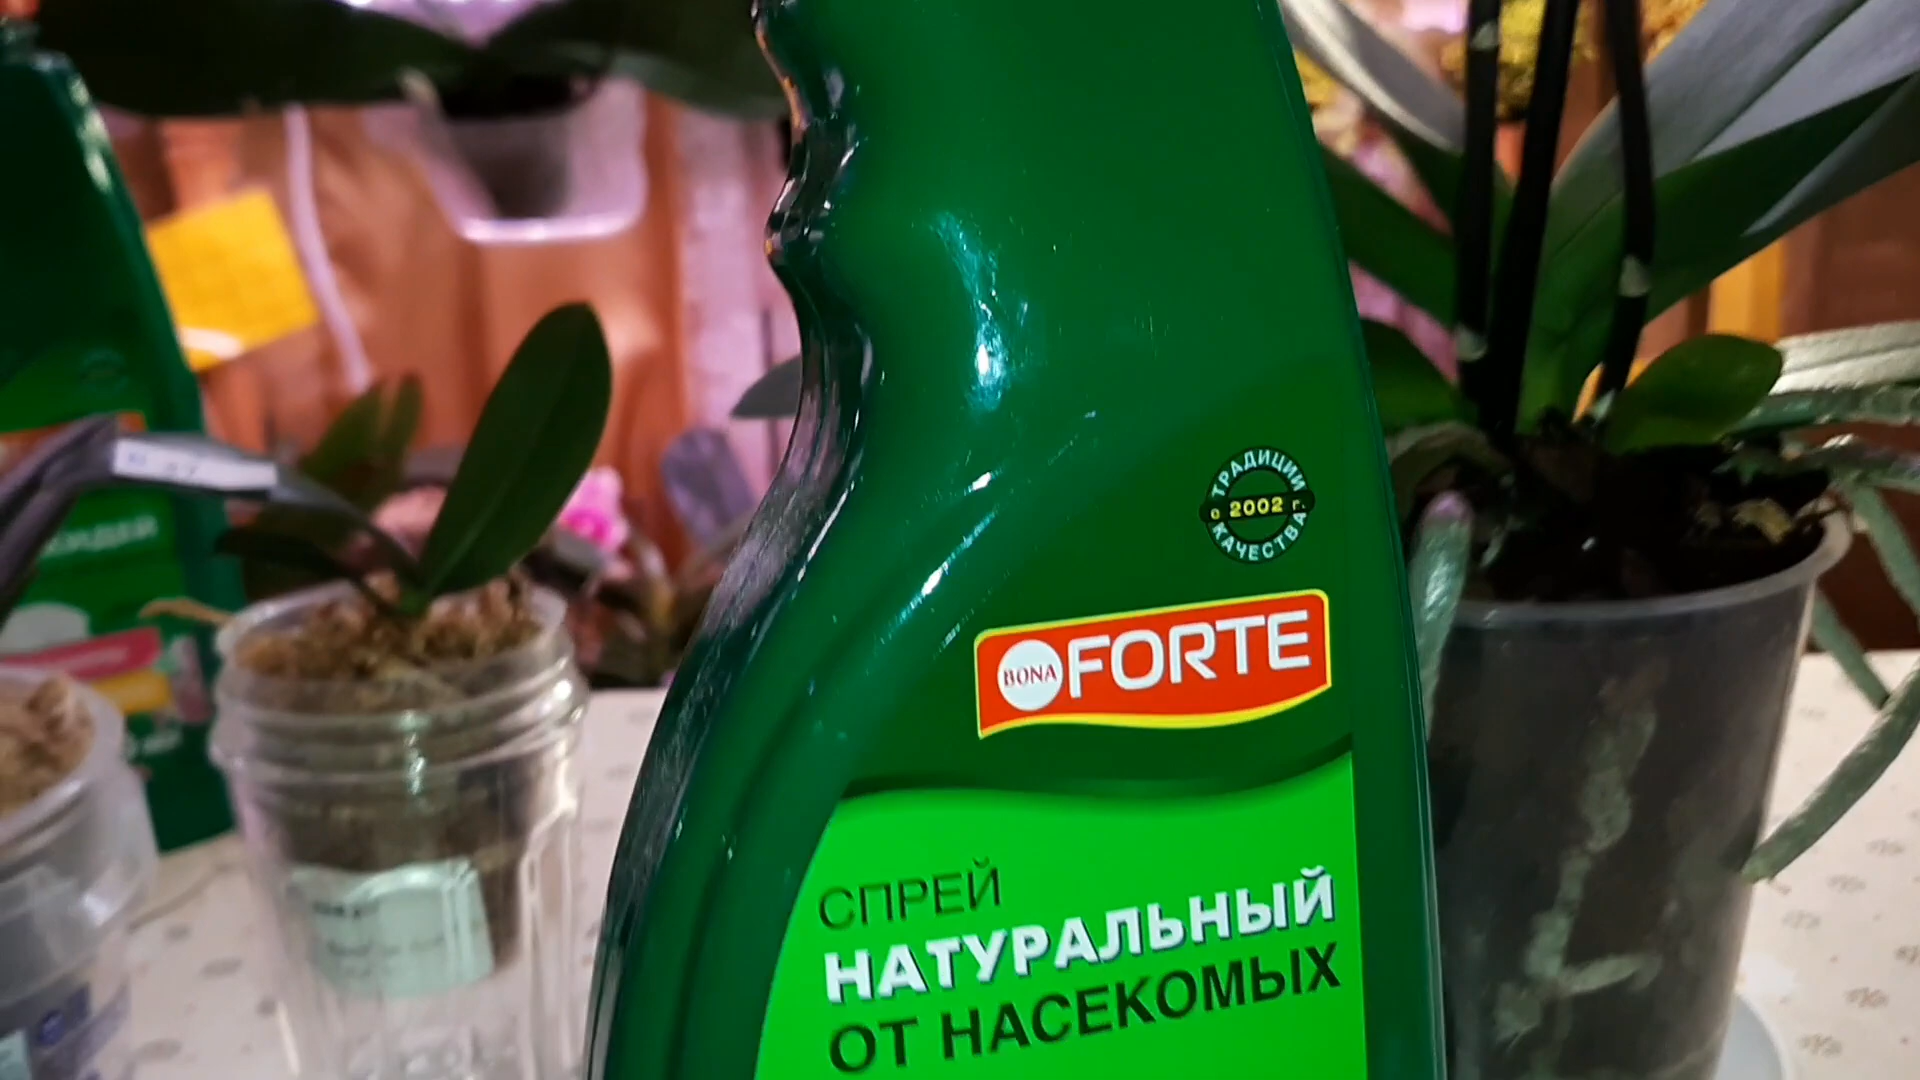 ТРАДИЦИИ
с 2002 г.
КАЧЕСТВА
BONA FORTE
СПРЕЙ
НАТУРАЛЬНЫЙ
ОТ НАСЕКОМЫХ